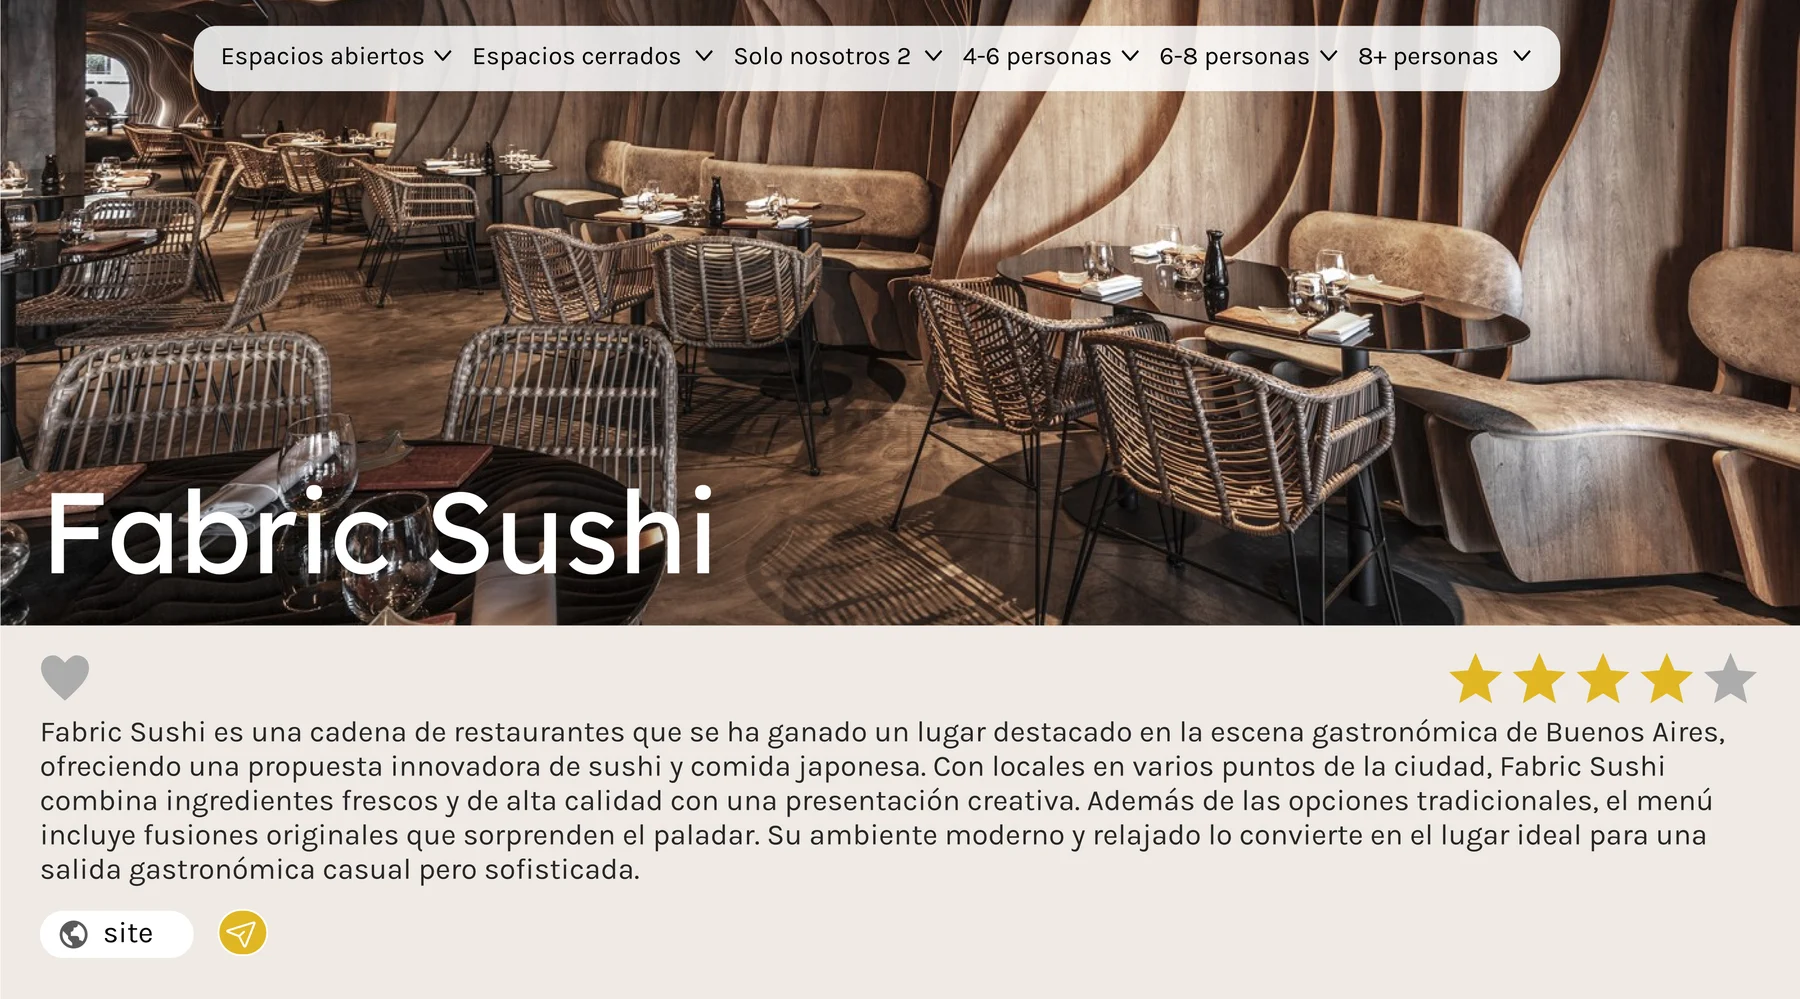 Espacios abiertos Espacios cerrados Solo nosotros 2 4-6 personas 6-8 personas 8+ personas
Fabric Sushi
Fabric Sushi es una cadena de restaurantes que se ha ganado un lugar destacado en la escena gastronómica de Buenos Aires,
ofreciendo una propuesta innovadora de sushi y comida japonesa. Con locales en varios puntos de la ciudad, Fabric Sushi
combina ingredientes frescos y de alta calidad con una presentación creativa. Además de las opciones tradicionales, el menú
incluye fusiones originales que sorprenden el paladar. Su ambiente moderno y relajado lo convierte en el lugar ideal para una
salida gastronómica casual pero sofisticada.
site